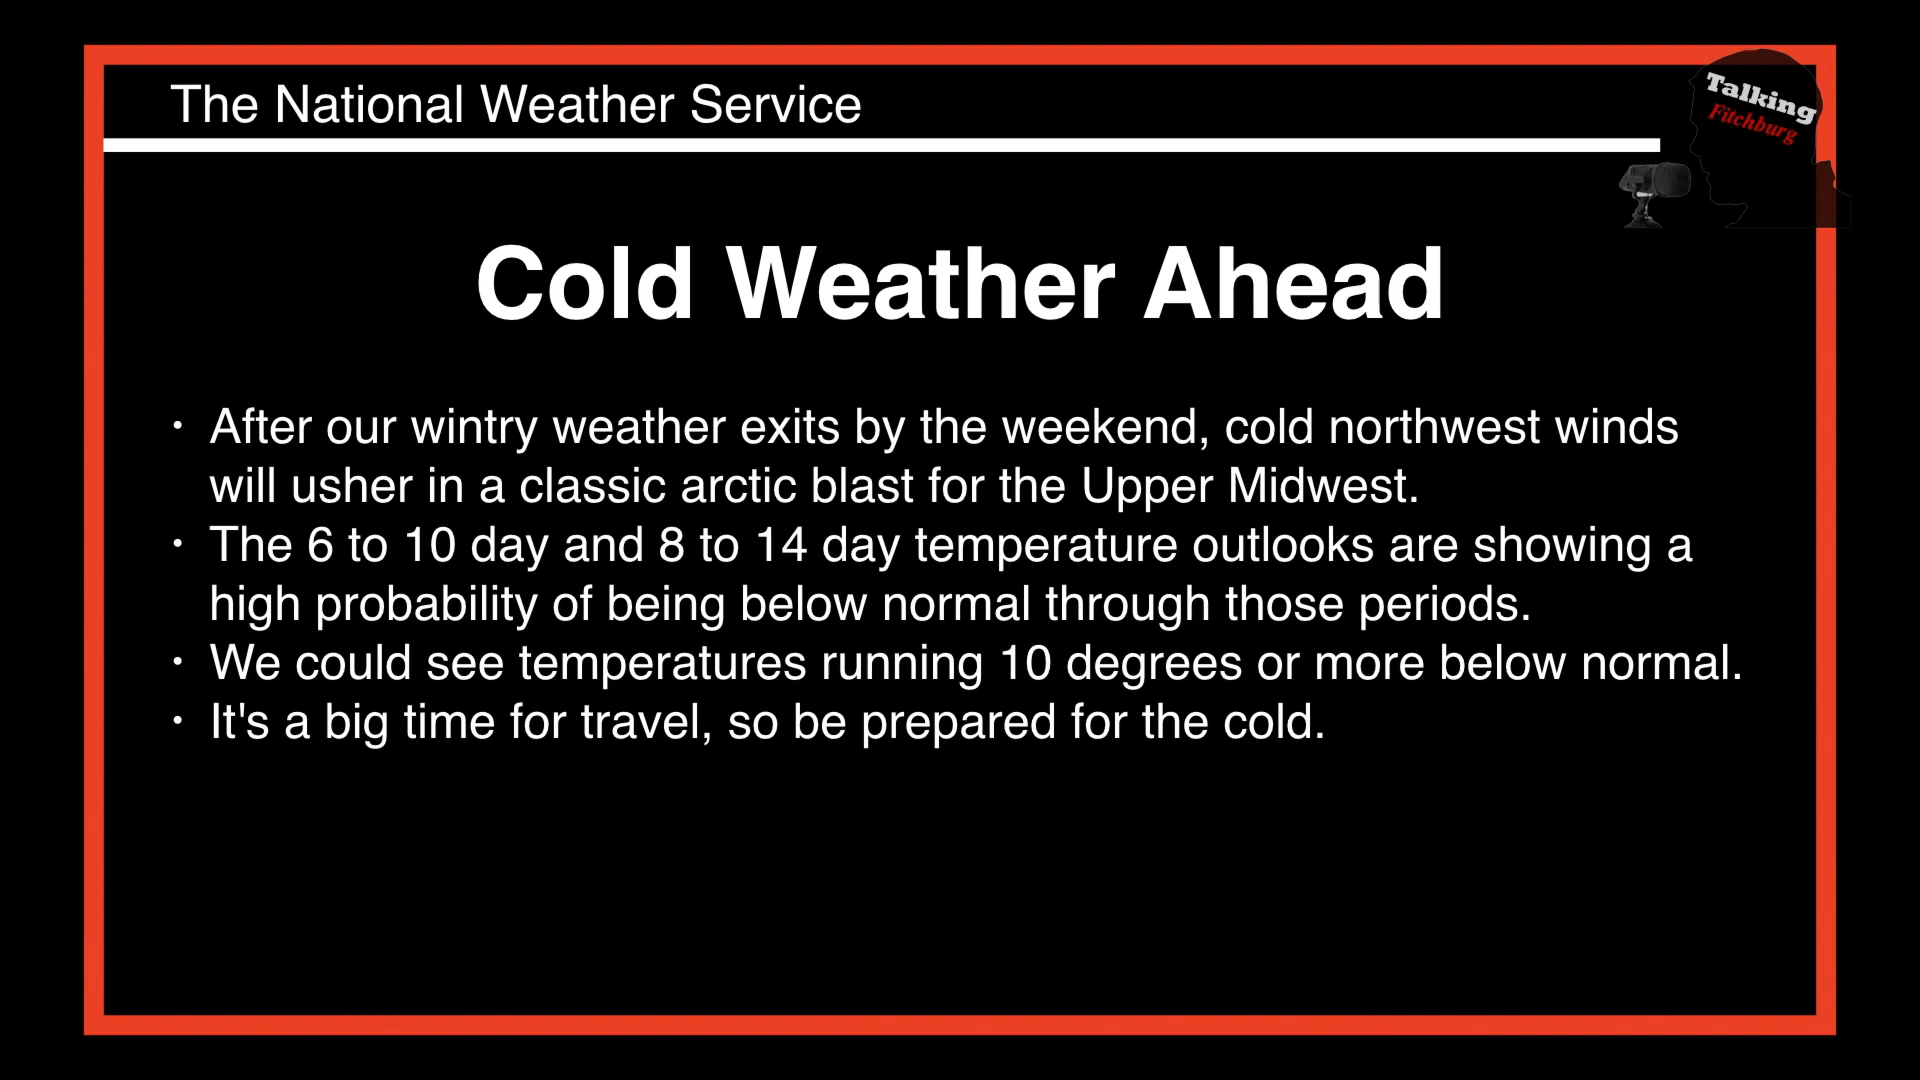 The National Weather Service
Talking
Fitchburg
Cold Weather Ahead
• After our wintry weather exits by the weekend, cold northwest winds
will usher in a classic arctic blast for the Upper Midwest.
• The 6 to 10 day and 8 to 14 day temperature outlooks are showing a
high probability of being below normal through those periods.
• We could see temperatures running 10 degrees or more below normal.
• It's a big time for travel, so be prepared for the cold.